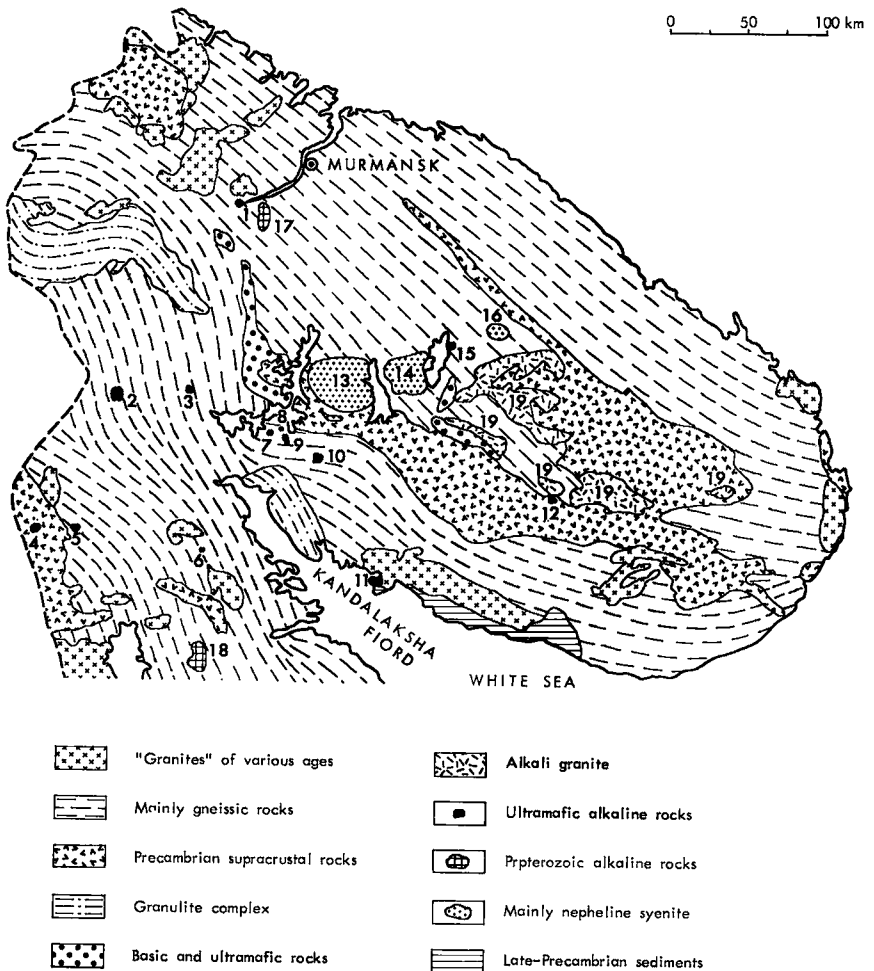 0 50 100 km
MURMANSK
1
17
16
15
13
14
19
2
3
8
7
9
19
10
19
19
19
12
4
5
6
11
KANDALAKSHA
FIORD
18
WHITE SEA
"Granites" of various ages
Alkali granite
Mainly gneissic rocks
Ultramafic alkaline rocks
Precambrian supracrustal rocks
Prpterozoic alkaline rocks
Granulite complex
Mainly nepheline syenite
Basic and ultramafic rocks
Late-Precambrian sediments